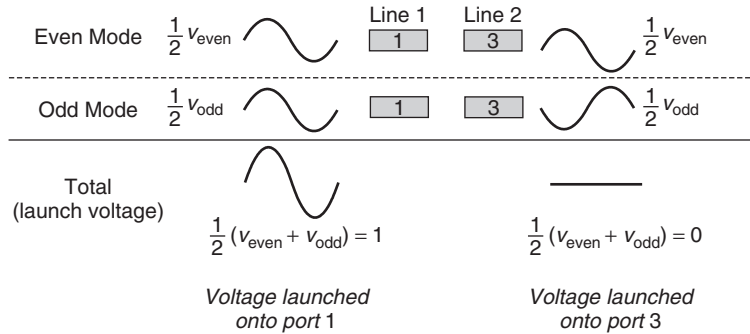 Line 1 Line 2
Even Mode 1/2 v_even 1 3 1/2 v_even
Odd Mode 1/2 v_odd 1 3 1/2 v_odd
Total
(launch voltage)
1/2 (v_even + v_odd) = 1 1/2 (v_even + v_odd) = 0
Voltage launched Voltage launched
onto port 1 onto port 3